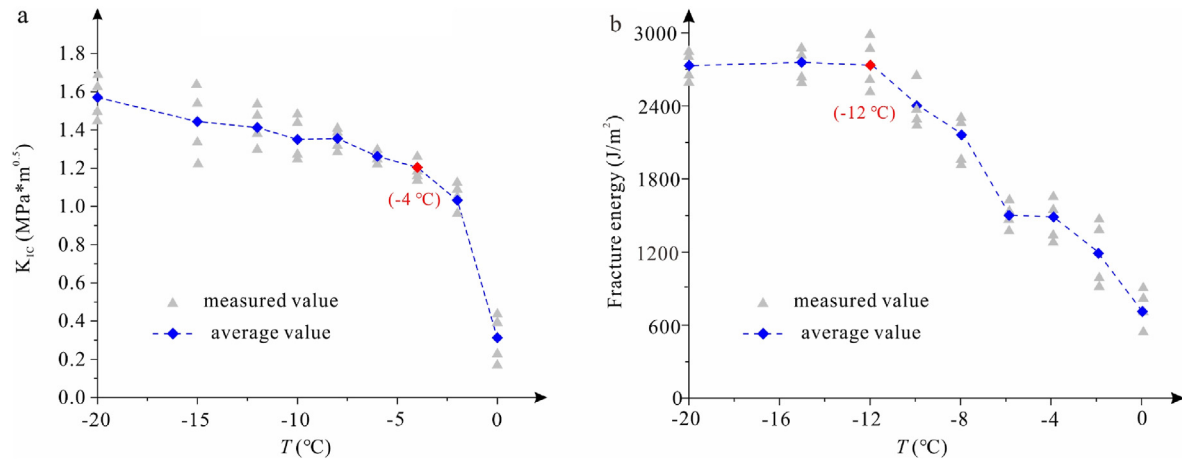 a
K_IC (MPa*m^0.5)
1.8
1.6
1.4
1.2
1.0
0.8
0.6
0.4
0.2
0.0
(-4 °C)
measured value
average value
-20
-15
-10
-5
0
T (°C)
b
Fracture energy (J/m²)
3000
2400
1800
1200
600
0
(-12 °C)
measured value
average value
-20
-16
-12
-8
-4
0
T (°C)